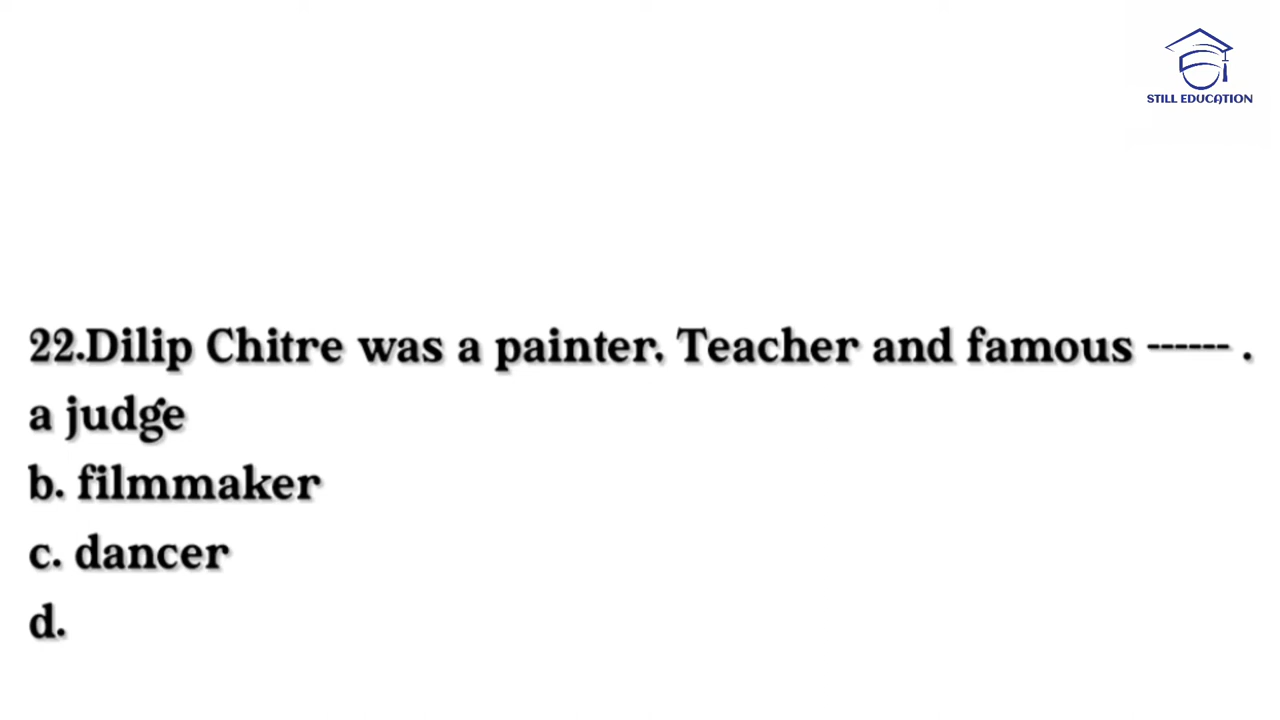 STILL EDUCATION
22.Dilip Chitre was a painter. Teacher and famous ------ .
a judge
b. filmmaker
c. dancer
d.